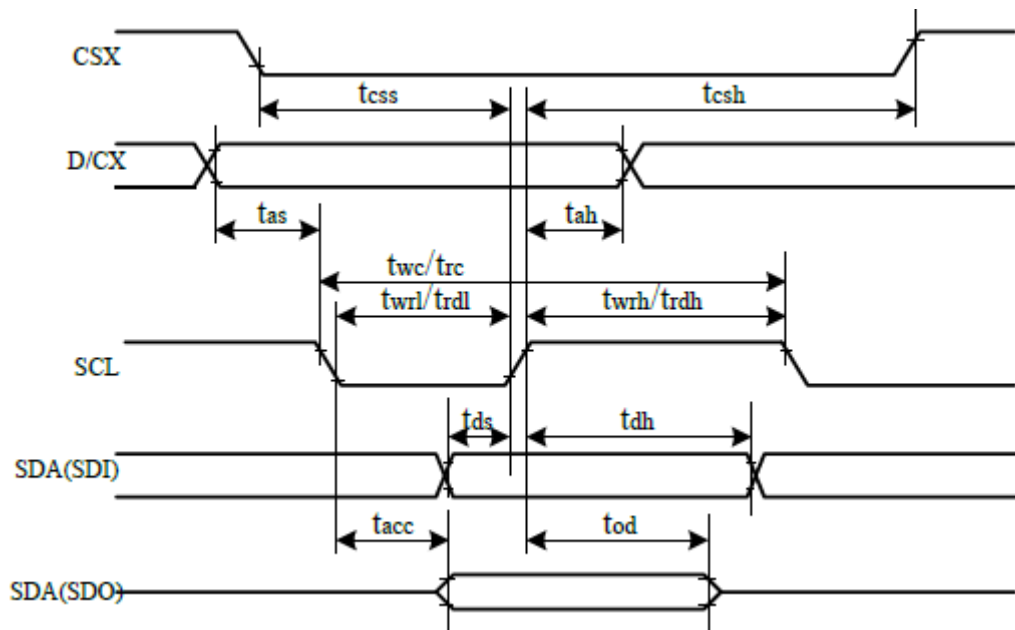 CSX
tcss
tcsh
D/CX
tas
tah
twc/trc
twrl/trdl
twrh/trdh
SCL
tds
tdh
SDA(SDI)
tacc
tod
SDA(SDO)